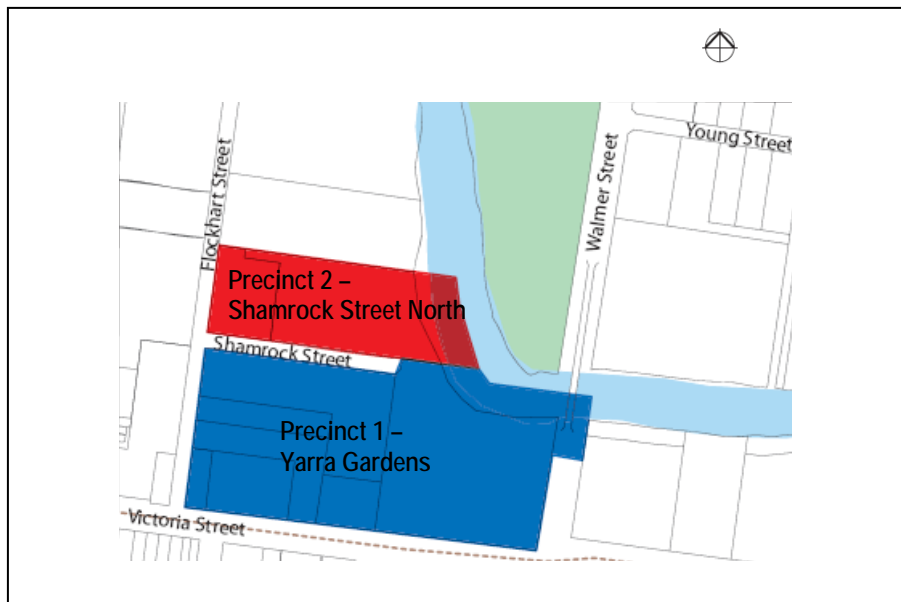 Young Street
Walmer Street
Flockhart Street
Precinct 2 –
Shamrock Street North
Shamrock Street
Precinct 1 –
Yarra Gardens
Victoria Street